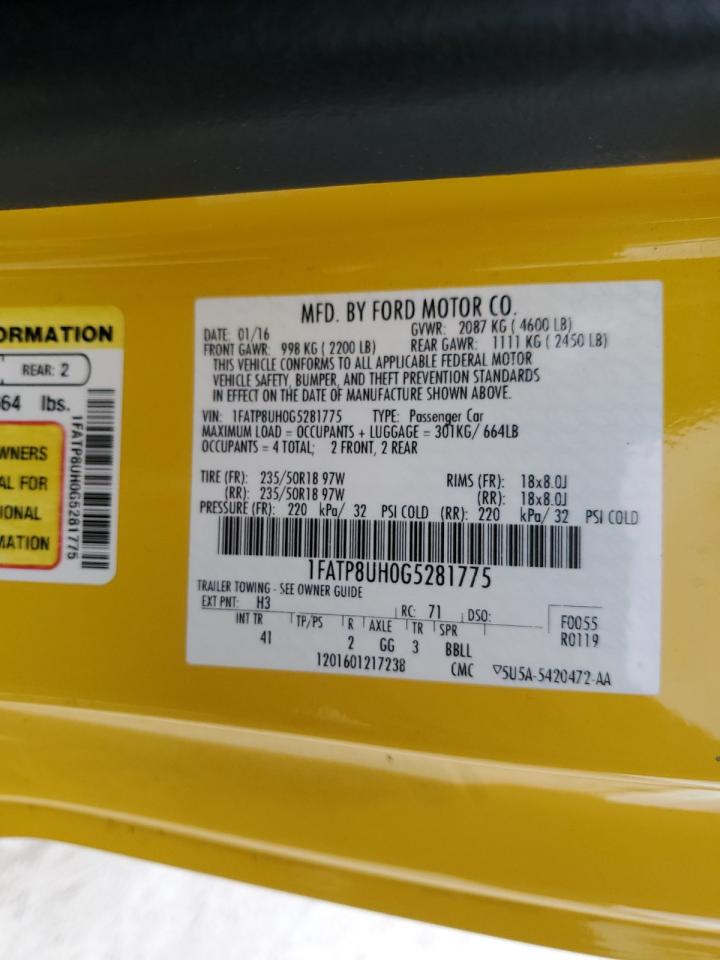 ORMATION
REAR: 2
64 lbs.
WNERS
AL FOR
IONAL
MATION
1FATP8UH0G5281775
MFD. BY FORD MOTOR CO.
DATE: 01/16 GVWR: 2087 KG ( 4600 LB)
FRONT GAWR: 998 KG ( 2200 LB) REAR GAWR: 1111 KG ( 2450 LB)
THIS VEHICLE CONFORMS TO ALL APPLICABLE FEDERAL MOTOR
VEHICLE SAFETY, BUMPER, AND THEFT PREVENTION STANDARDS
IN EFFECT ON THE DATE OF MANUFACTURE SHOWN ABOVE.
VIN: 1FATP8UH0G5281775 TYPE: Passenger Car
MAXIMUM LOAD = OCCUPANTS + LUGGAGE = 301KG/ 664LB
OCCUPANTS = 4 TOTAL; 2 FRONT, 2 REAR
TIRE (FR): 235/50R18 97W RIMS (FR): 18x8.0J
(RR): 235/50R18 97W (RR): 18x8.0J
PRESSURE (FR): 220 kPa/ 32 PSI COLD (RR): 220 kPa/ 32 PSI COLD
1FATP8UH0G5281775
TRAILER TOWING - SEE OWNER GUIDE
EXT PNT: H3 RC: 71 DSO: F0055
INT TR TP/PS R AXLE TR SPR R0119
41 2 GG 3 BBLL
1201601217238 CMC ▽5U5A-5420472-AA